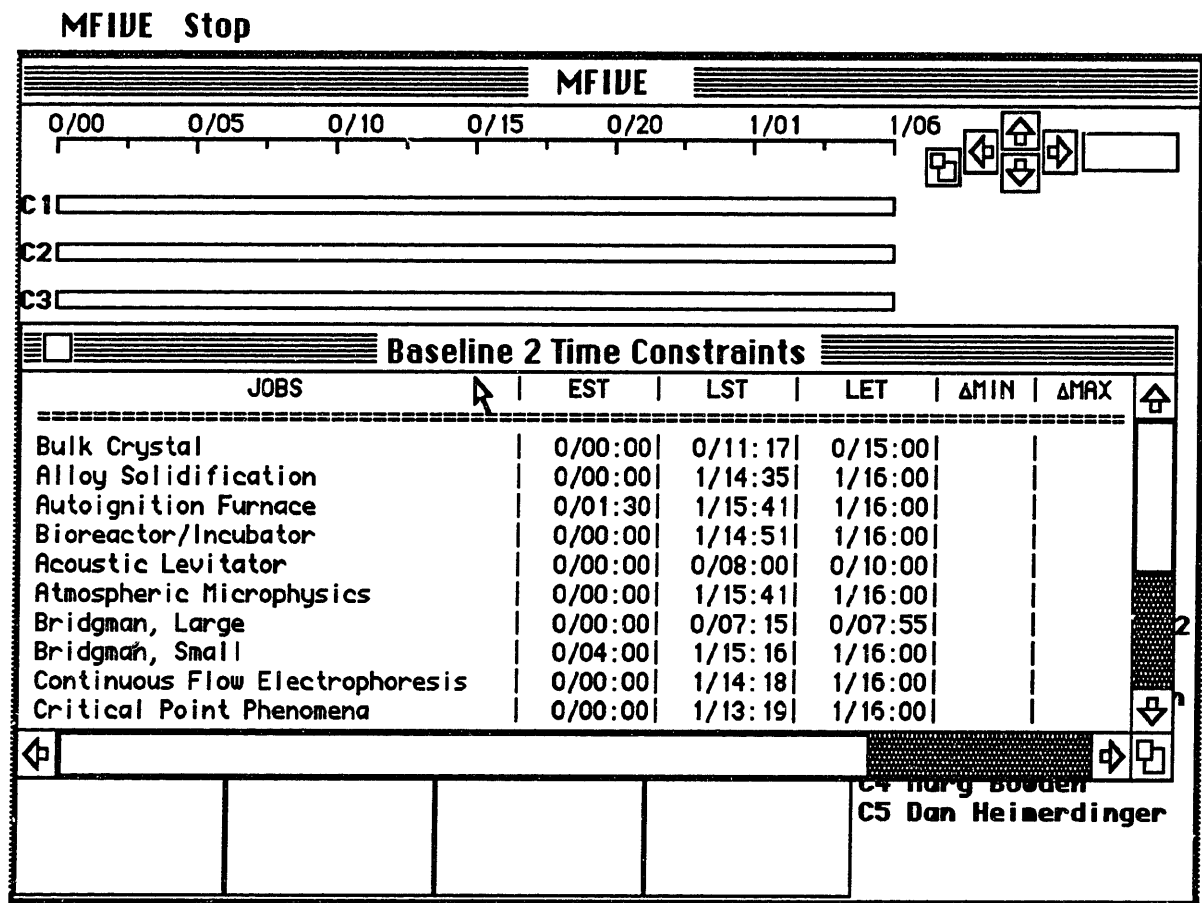 MFIVE Stop
MFIVE
0/00 0/05 0/10 0/15 0/20 1/01 1/06
C1
C2
C3
Baseline 2 Time Constraints
JOBS | EST | LST | LET | ΔMIN | ΔMAX
Bulk Crystal | 0/00:00| 0/11:17| 0/15:00| |
Alloy Solidification | 0/00:00| 1/14:35| 1/16:00| |
Autoignition Furnace | 0/01:30| 1/15:41| 1/16:00| |
Bioreactor/Incubator | 0/00:00| 1/14:51| 1/16:00| |
Acoustic Levitator | 0/00:00| 0/08:00| 0/10:00| |
Atmospheric Microphysics | 0/00:00| 1/15:41| 1/16:00| |
Bridgman, Large | 0/00:00| 0/07:15| 0/07:55| |
2
Bridgman, Small | 0/04:00| 1/15:16| 1/16:00| |
Continuous Flow Electrophoresis | 0/00:00| 1/14:18| 1/16:00| |
Critical Point Phenomena | 0/00:00| 1/13:19| 1/16:00| |
n
C4 Mary Bowden
C5 Dan Heimerdinger